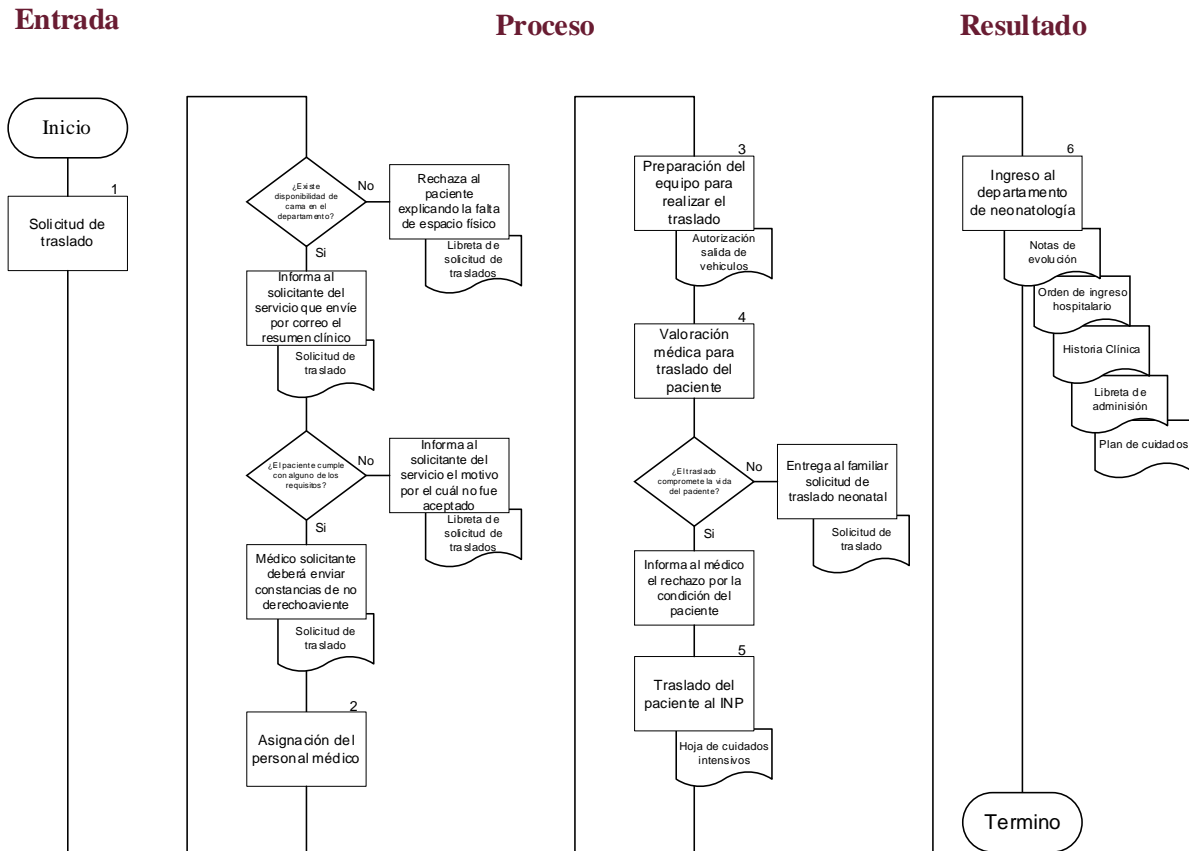 Entrada
Proceso
Resultado
Inicio
1
Solicitud de
traslado
¿Existe
disponibilidad de
cama en el
departamento?
No
Rechaza al
paciente
explicando la falta
de espacio físico
Libreta de
solicitud de
traslados
Si
Informa al
solicitante del
servicio que envíe
por correo el
resumen clínico
Solicitud de
traslado
¿El paciente cumple
con alguno de los
requisitos?
No
Informa al
solicitante del
servicio el motivo
por el cuál no fue
aceptado
Libreta de
solicitud de
traslados
Si
Médico solicitante
deberá enviar
constancias de no
derechoaviente
Solicitud de
traslado
2
Asignación del
personal médico
3
Preparación del
equipo para
realizar el
traslado
Autorización
salida de
vehiculos
4
Valoración
médica para
traslado del
paciente
¿El traslado
compromete la vida
del paciente?
No
Entrega al familiar
solicitud de
traslado neonatal
Solicitud de
traslado
Si
Informa al médico
el rechazo por la
condición del
paciente
5
Traslado del
paciente al INP
Hoja de cuidados
intensivos
6
Ingreso al
departamento
de neonatología
Notas de
evolución
Orden de ingreso
hospitalario
Historia Clínica
Libreta de
adminisión
Plan de cuidados
Termino